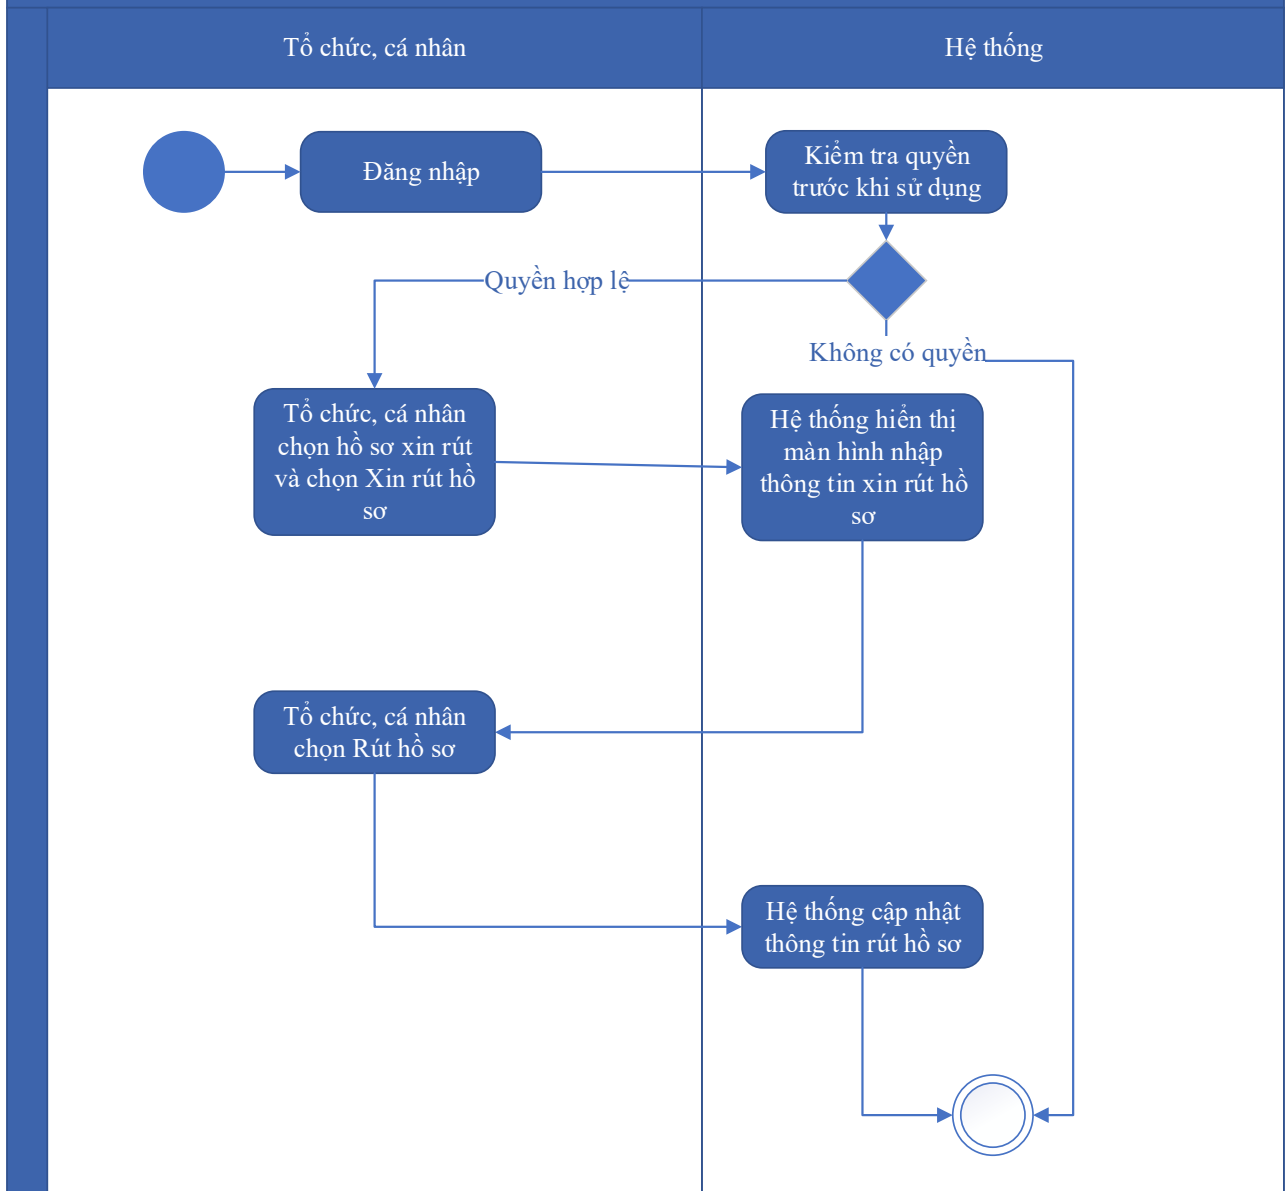 Tổ chức, cá nhân
Hệ thống
Đăng nhập
Kiểm tra quyền
trước khi sử dụng
Quyền hợp lệ
Không có quyền
Tổ chức, cá nhân
chọn hồ sơ xin rút
và chọn Xin rút hồ
sơ
Hệ thống hiển thị
màn hình nhập
thông tin xin rút hồ
sơ
Tổ chức, cá nhân
chọn Rút hồ sơ
Hệ thống cập nhật
thông tin rút hồ sơ